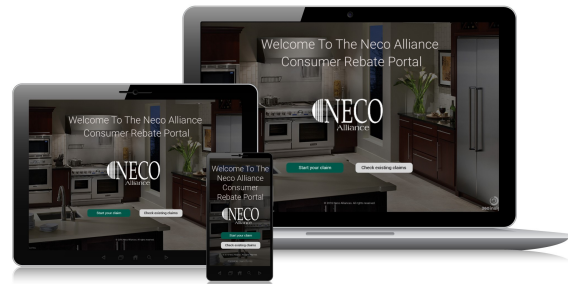 Welcome To The Neco Alliance
Consumer Rebate Portal
NECO
Alliance
Start your claim
Check existing claims
Welcome To The Neco Alliance
Consumer Rebate Portal
NECO
Alliance
Start your claim
Check existing claims
Welcome To The
Neco Alliance
Consumer
Rebate Portal
NECO
Alliance
Start your claim
Check existing claims